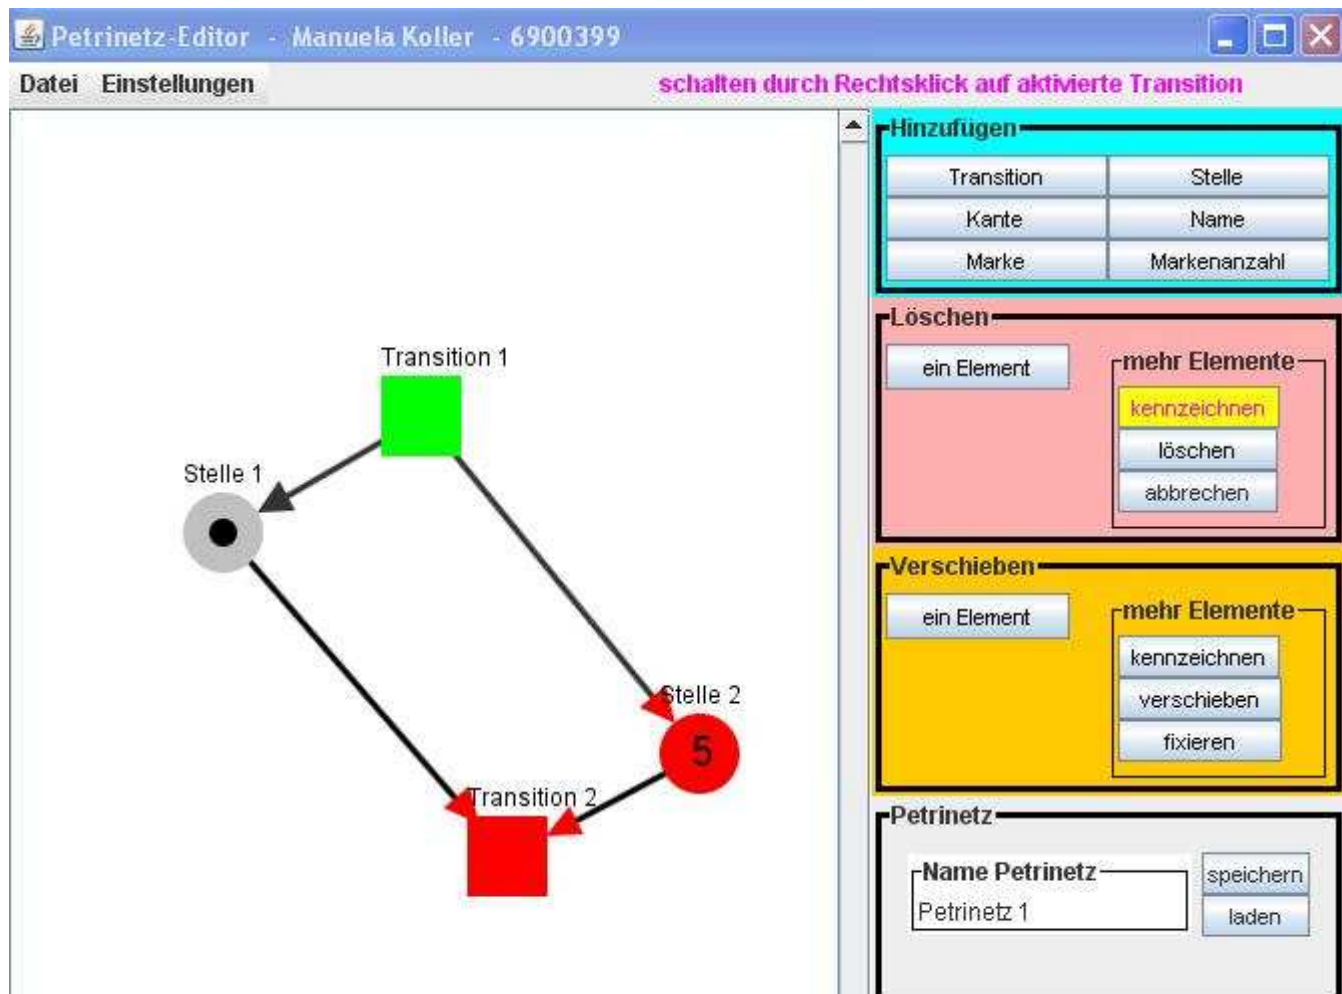 Petrinetz-Editor - Manuela Koller - 6900399
Datei Einstellungen
schalten durch Rechtsklick auf aktivierte Transition
Transition 1
Stelle 1
5
Stelle 2
Transition 2
Hinzufügen
Transition Stelle
Kante Name
Marke Markenanzahl
Löschen
ein Element
mehr Elemente
kennzeichnen
löschen
abbrechen
Verschieben
ein Element
mehr Elemente
kennzeichnen
verschieben
fixieren
Petrinetz
Name Petrinetz
Petrinetz 1
speichern
laden